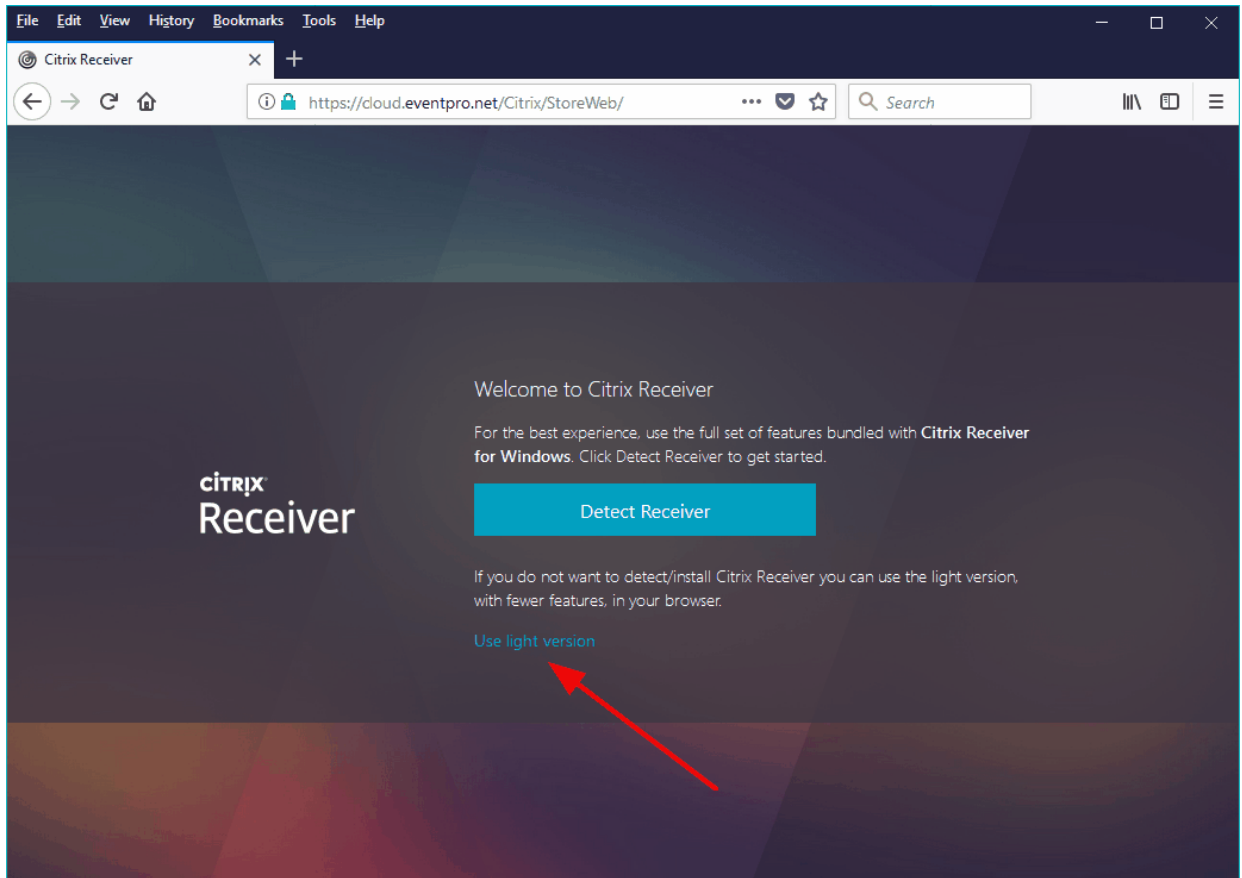 File Edit View History Bookmarks Tools Help
Citrix Receiver
https://cloud.eventpro.net/Citrix/StoreWeb/
Search
Welcome to Citrix Receiver
For the best experience, use the full set of features bundled with Citrix Receiver
for Windows. Click Detect Receiver to get started.
CİTRIX
Receiver
Detect Receiver
If you do not want to detect/install Citrix Receiver you can use the light version,
with fewer features, in your browser.
Use light version